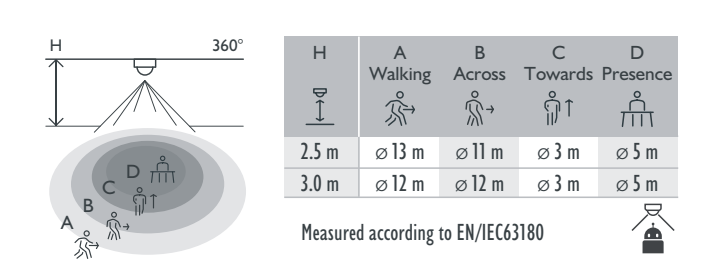 H 360°
D
C
B
A
H A B C D
Walking Across Towards Presence
2.5 m ⌀ 13 m ⌀ 11 m ⌀ 3 m ⌀ 5 m
3.0 m ⌀ 12 m ⌀ 12 m ⌀ 3 m ⌀ 5 m
Measured according to EN/IEC63180